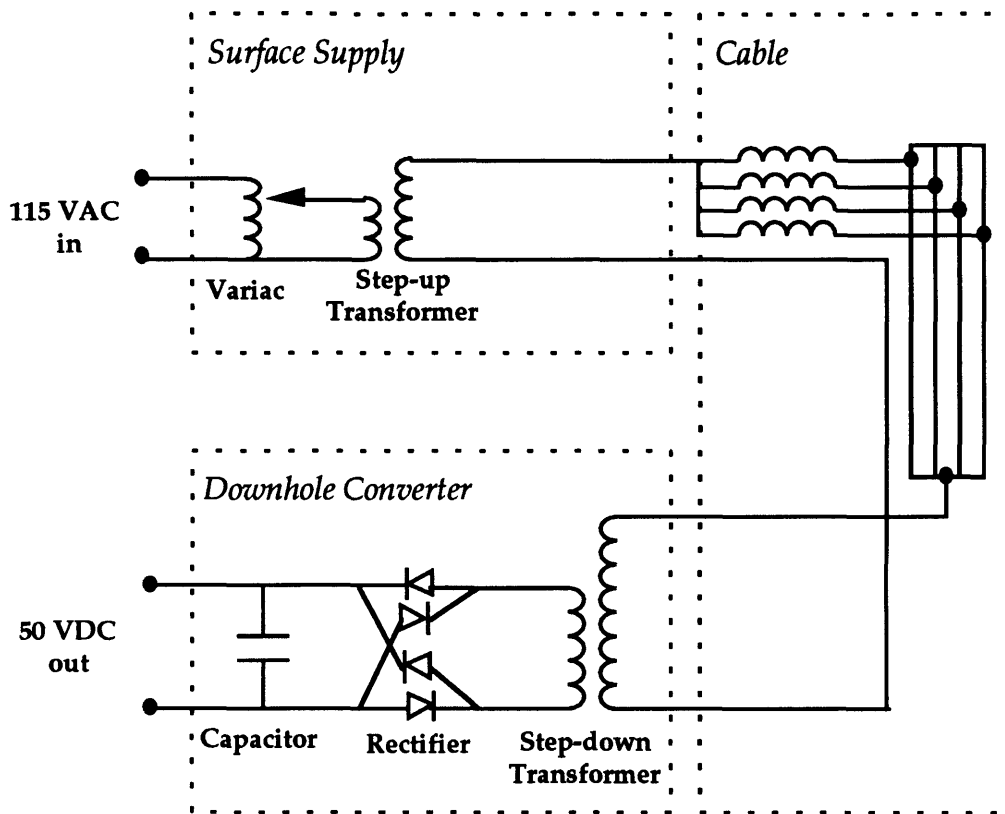 Surface Supply
Cable
115 VAC
in
Variac
Step-up
Transformer
Downhole Converter
50 VDC
out
Capacitor
Rectifier
Step-down
Transformer